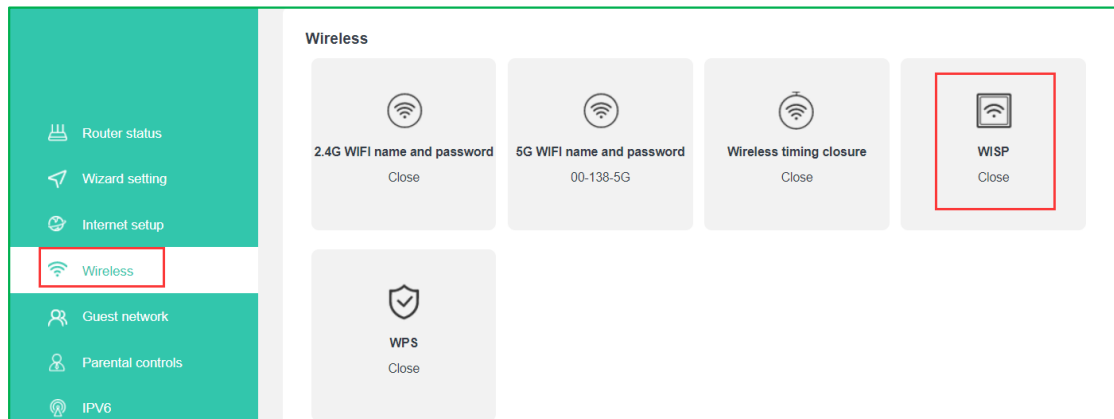 Wireless
Router status
Wizard setting
Internet setup
Wireless
Guest network
Parental controls
IPV6
2.4G WIFI name and password
Close
5G WIFI name and password
00-138-5G
Wireless timing closure
Close
WISP
Close
WPS
Close